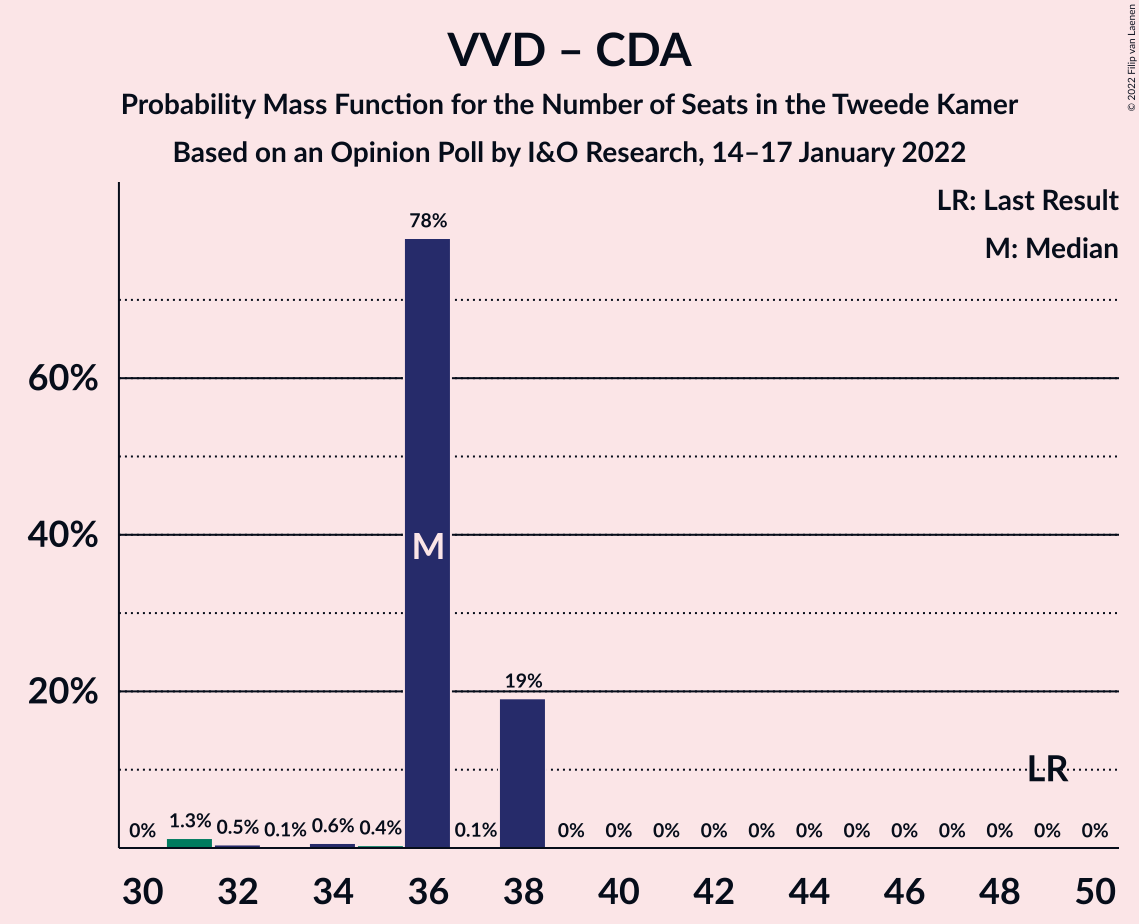 VVD – CDA
Probability Mass Function for the Number of Seats in the Tweede Kamer
Based on an Opinion Poll by I&O Research, 14–17 January 2022
© 2022 Filip van Laenen
LR: Last Result
M: Median
78%
60%
40%
M
20%
19%
LR
0% 1.3% 0.5% 0.1% 0.6% 0.4% 0.1% 0% 0% 0% 0% 0% 0% 0% 0% 0% 0% 0% 0%
30 32 34 36 38 40 42 44 46 48 50